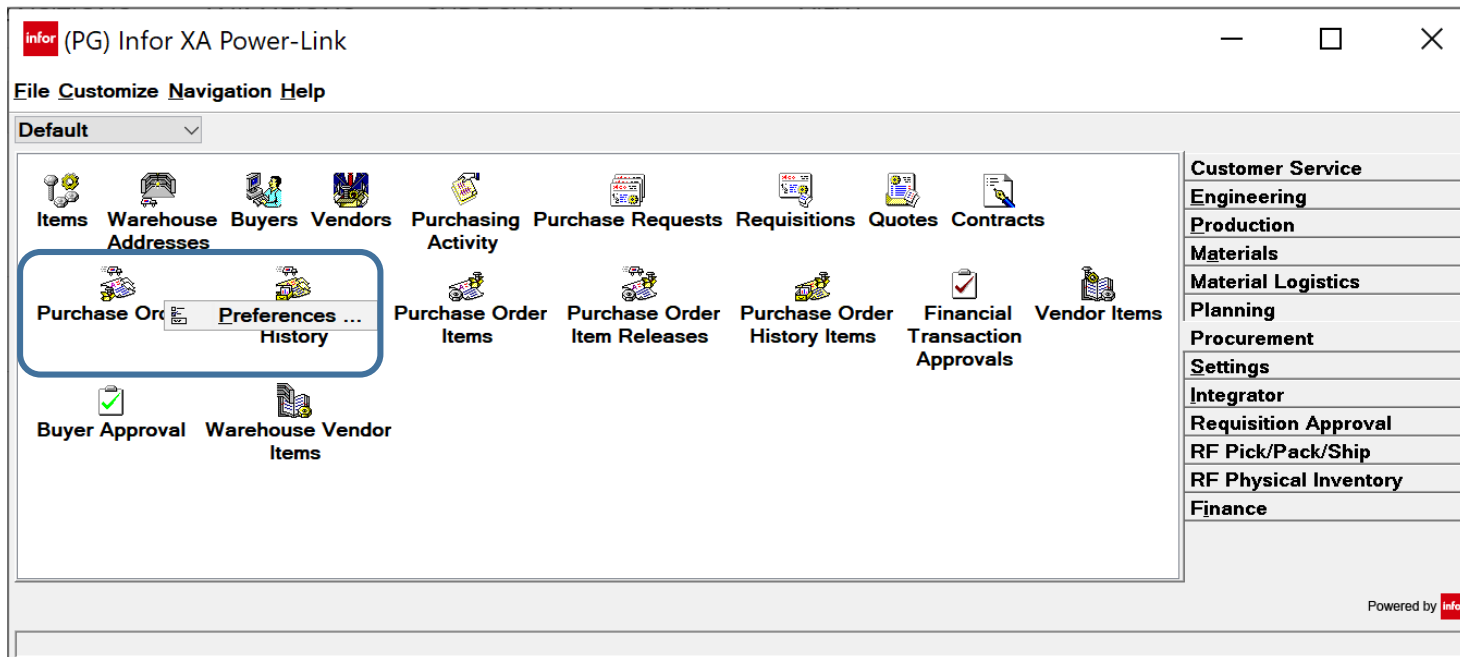 infor (PG) Infor XA Power-Link
File Customize Navigation Help
Default
Items Warehouse Buyers Vendors Purchasing Purchase Requests Requisitions Quotes Contracts
Addresses Activity
Purchase Ord Preferences ... Purchase Order Purchase Order Purchase Order Financial Vendor Items
History Items Item Releases History Items Transaction
Approvals
Buyer Approval Warehouse Vendor
Items
Customer Service
Engineering
Production
Materials
Material Logistics
Planning
Procurement
Settings
Integrator
Requisition Approval
RF Pick/Pack/Ship
RF Physical Inventory
Finance
Powered by info